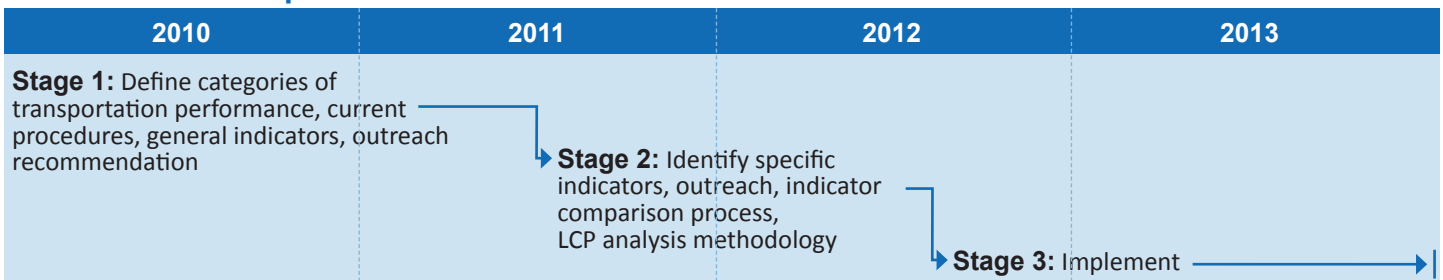 2010 2011 2012 2013
Stage 1: Define categories of
transportation performance, current
procedures, general indicators, outreach
recommendation
Stage 2: Identify specific
indicators, outreach, indicator
comparison process,
LCP analysis methodology
Stage 3: Implement